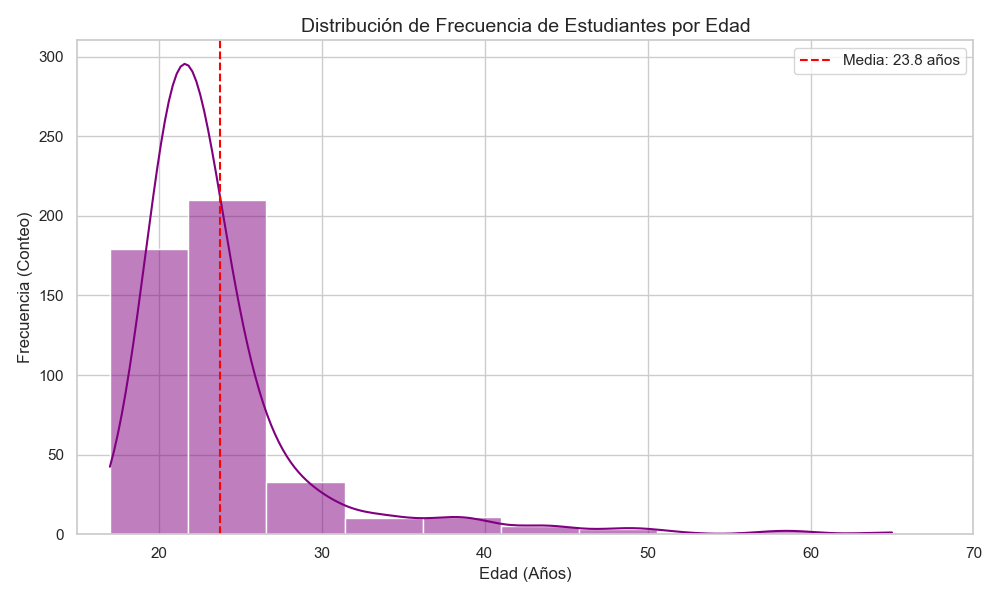 Distribución de Frecuencia de Estudiantes por Edad
Media: 23.8 años
Frecuencia (Conteo)
300
250
200
150
100
50
0
20 30 40 50 60 70
Edad (Años)